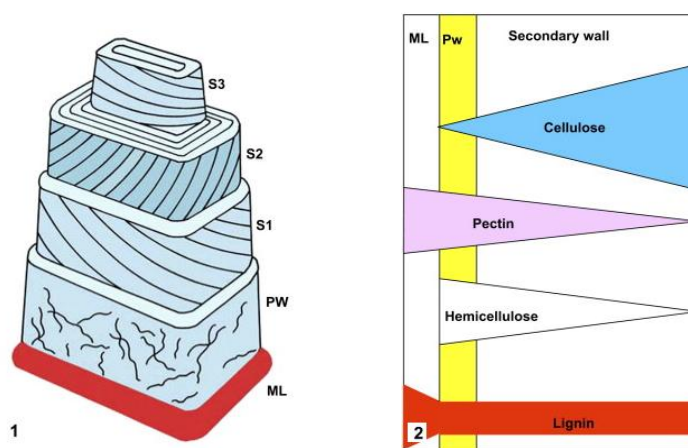 1
S3
S2
S1
PW
ML
ML Pw Secondary wall
Cellulose
Pectin
Hemicellulose
2 Lignin